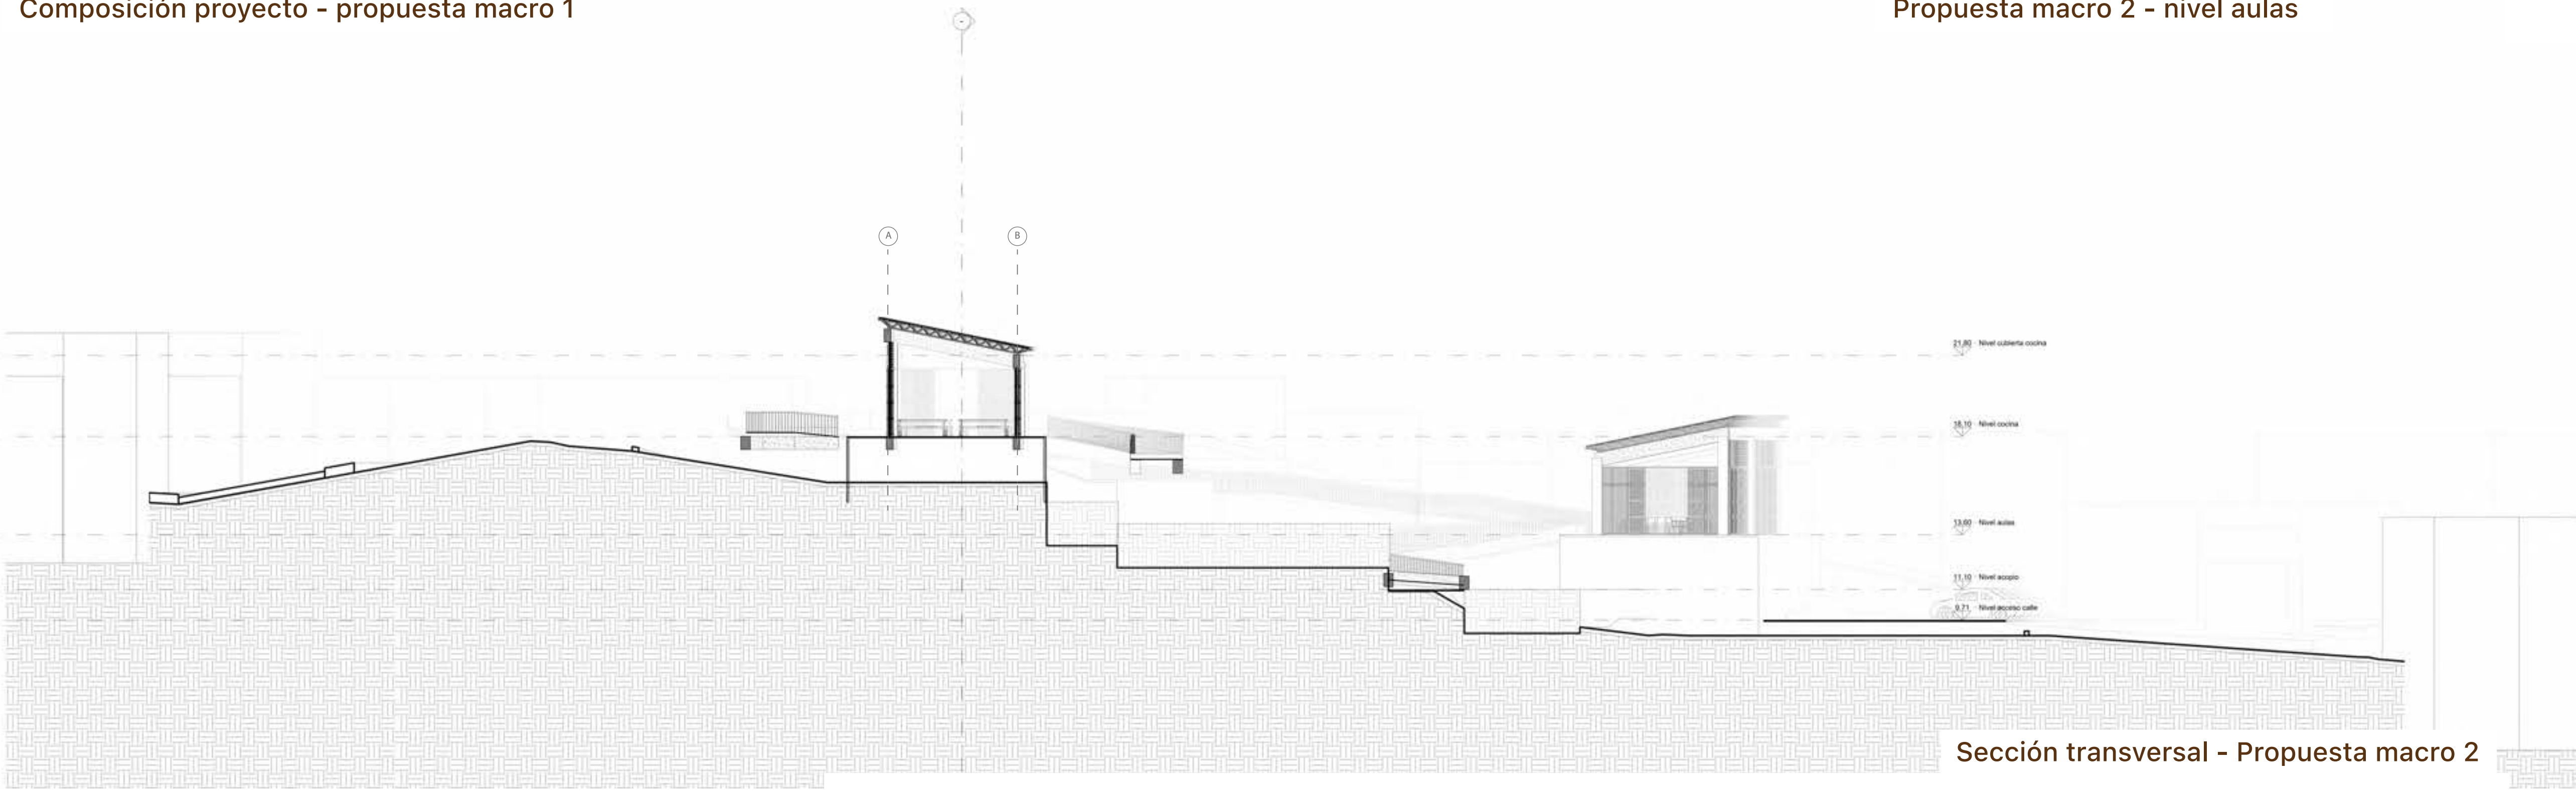 Composición proyecto - propuesta macro 1
Propuesta macro 2 - nivel aulas
A
B
21,80 Nivel cubierta cocina
18,10 Nivel cocina
13,60 Nivel aulas
11,10 Nivel acopio
9,71 Nivel acceso calle
Sección transversal - Propuesta macro 2